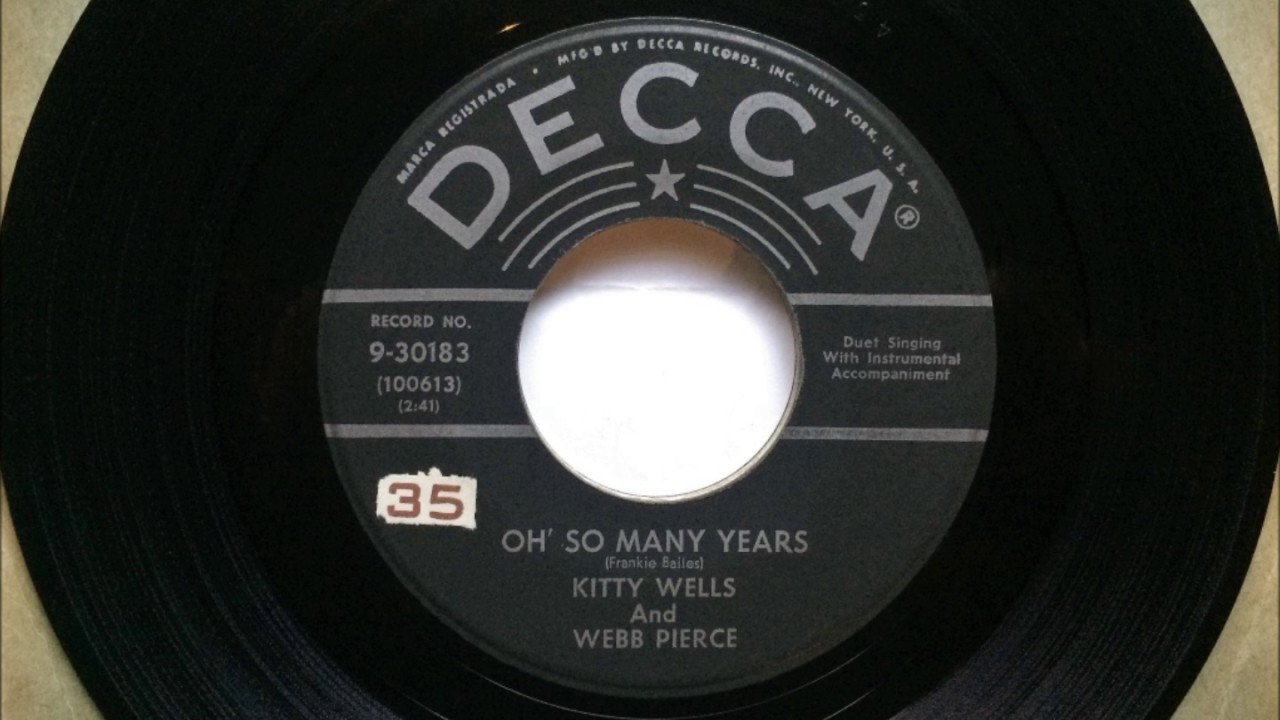 MARCA REGISTRADA • MFG'D BY DECCA RECORDS, INC., NEW YORK, U. S. A.
DECCA®
RECORD NO.
9-30183
(100613)
(2:41)
Duet Singing
With Instrumental
Accompaniment
35
OH' SO MANY YEARS
(Frankie Bailes)
KITTY WELLS
And
WEBB PIERCE